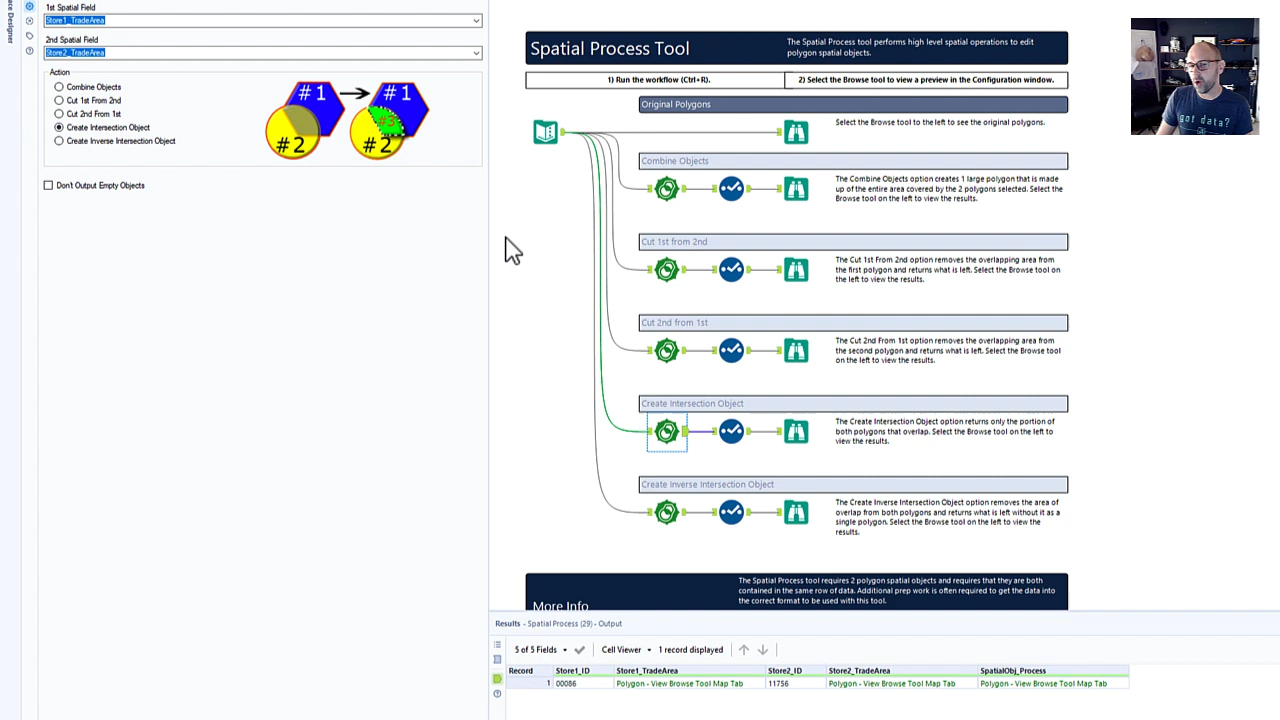 ace Designer
1st Spatial Field
Store1_TradeArea
2nd Spatial Field
Store2_TradeArea
Action
Combine Objects
Cut 1st From 2nd
Cut 2nd From 1st
Create Intersection Object
Create Inverse Intersection Object
#1
#2
#1
#3
#2
Don't Output Empty Objects
Spatial Process Tool
The Spatial Process tool performs high level spatial operations to edit
polygon spatial objects.
1) Run the workflow (Ctrl+R).
2) Select the Browse tool to view a preview in the Configuration window.
Original Polygons
Select the Browse tool to the left to see the original polygons.
Combine Objects
The Combine Objects option creates 1 large polygon that is made
up of the entire area covered by the 2 polygons selected. Select the
Browse tool on the left to view the results.
Cut 1st from 2nd
The Cut 1st From 2nd option removes the overlapping area from
the first polygon and returns what is left. Select the Browse tool on
the left to view the results.
Cut 2nd from 1st
The Cut 2nd From 1st option removes the overlapping area from
the second polygon and returns what is left. Select the Browse tool
on the left to view the results.
Create Intersection Object
The Create Intersection Object option returns only the portion of
both polygons that overlap. Select the Browse tool on the left to
view the results.
Create Inverse Intersection Object
The Create Inverse Intersection Object option removes the area of
overlap from both polygons and returns what is left without it as a
single polygon. Select the Browse tool on the left to view the
results.
More Info
The Spatial Process tool requires 2 polygon spatial objects and requires that they are both
contained in the same row of data. Additional prep work is often required to get the data into
the correct format to be used with this tool.
got data?
Results - Spatial Process (29) - Output
5 of 5 Fields
Cell Viewer
1 record displayed
Record Store1_ID Store1_TradeArea Store2_ID Store2_TradeArea SpatialObj_Process
1 00086 Polygon - View Browse Tool Map Tab 11756 Polygon - View Browse Tool Map Tab Polygon - View Browse Tool Map Tab